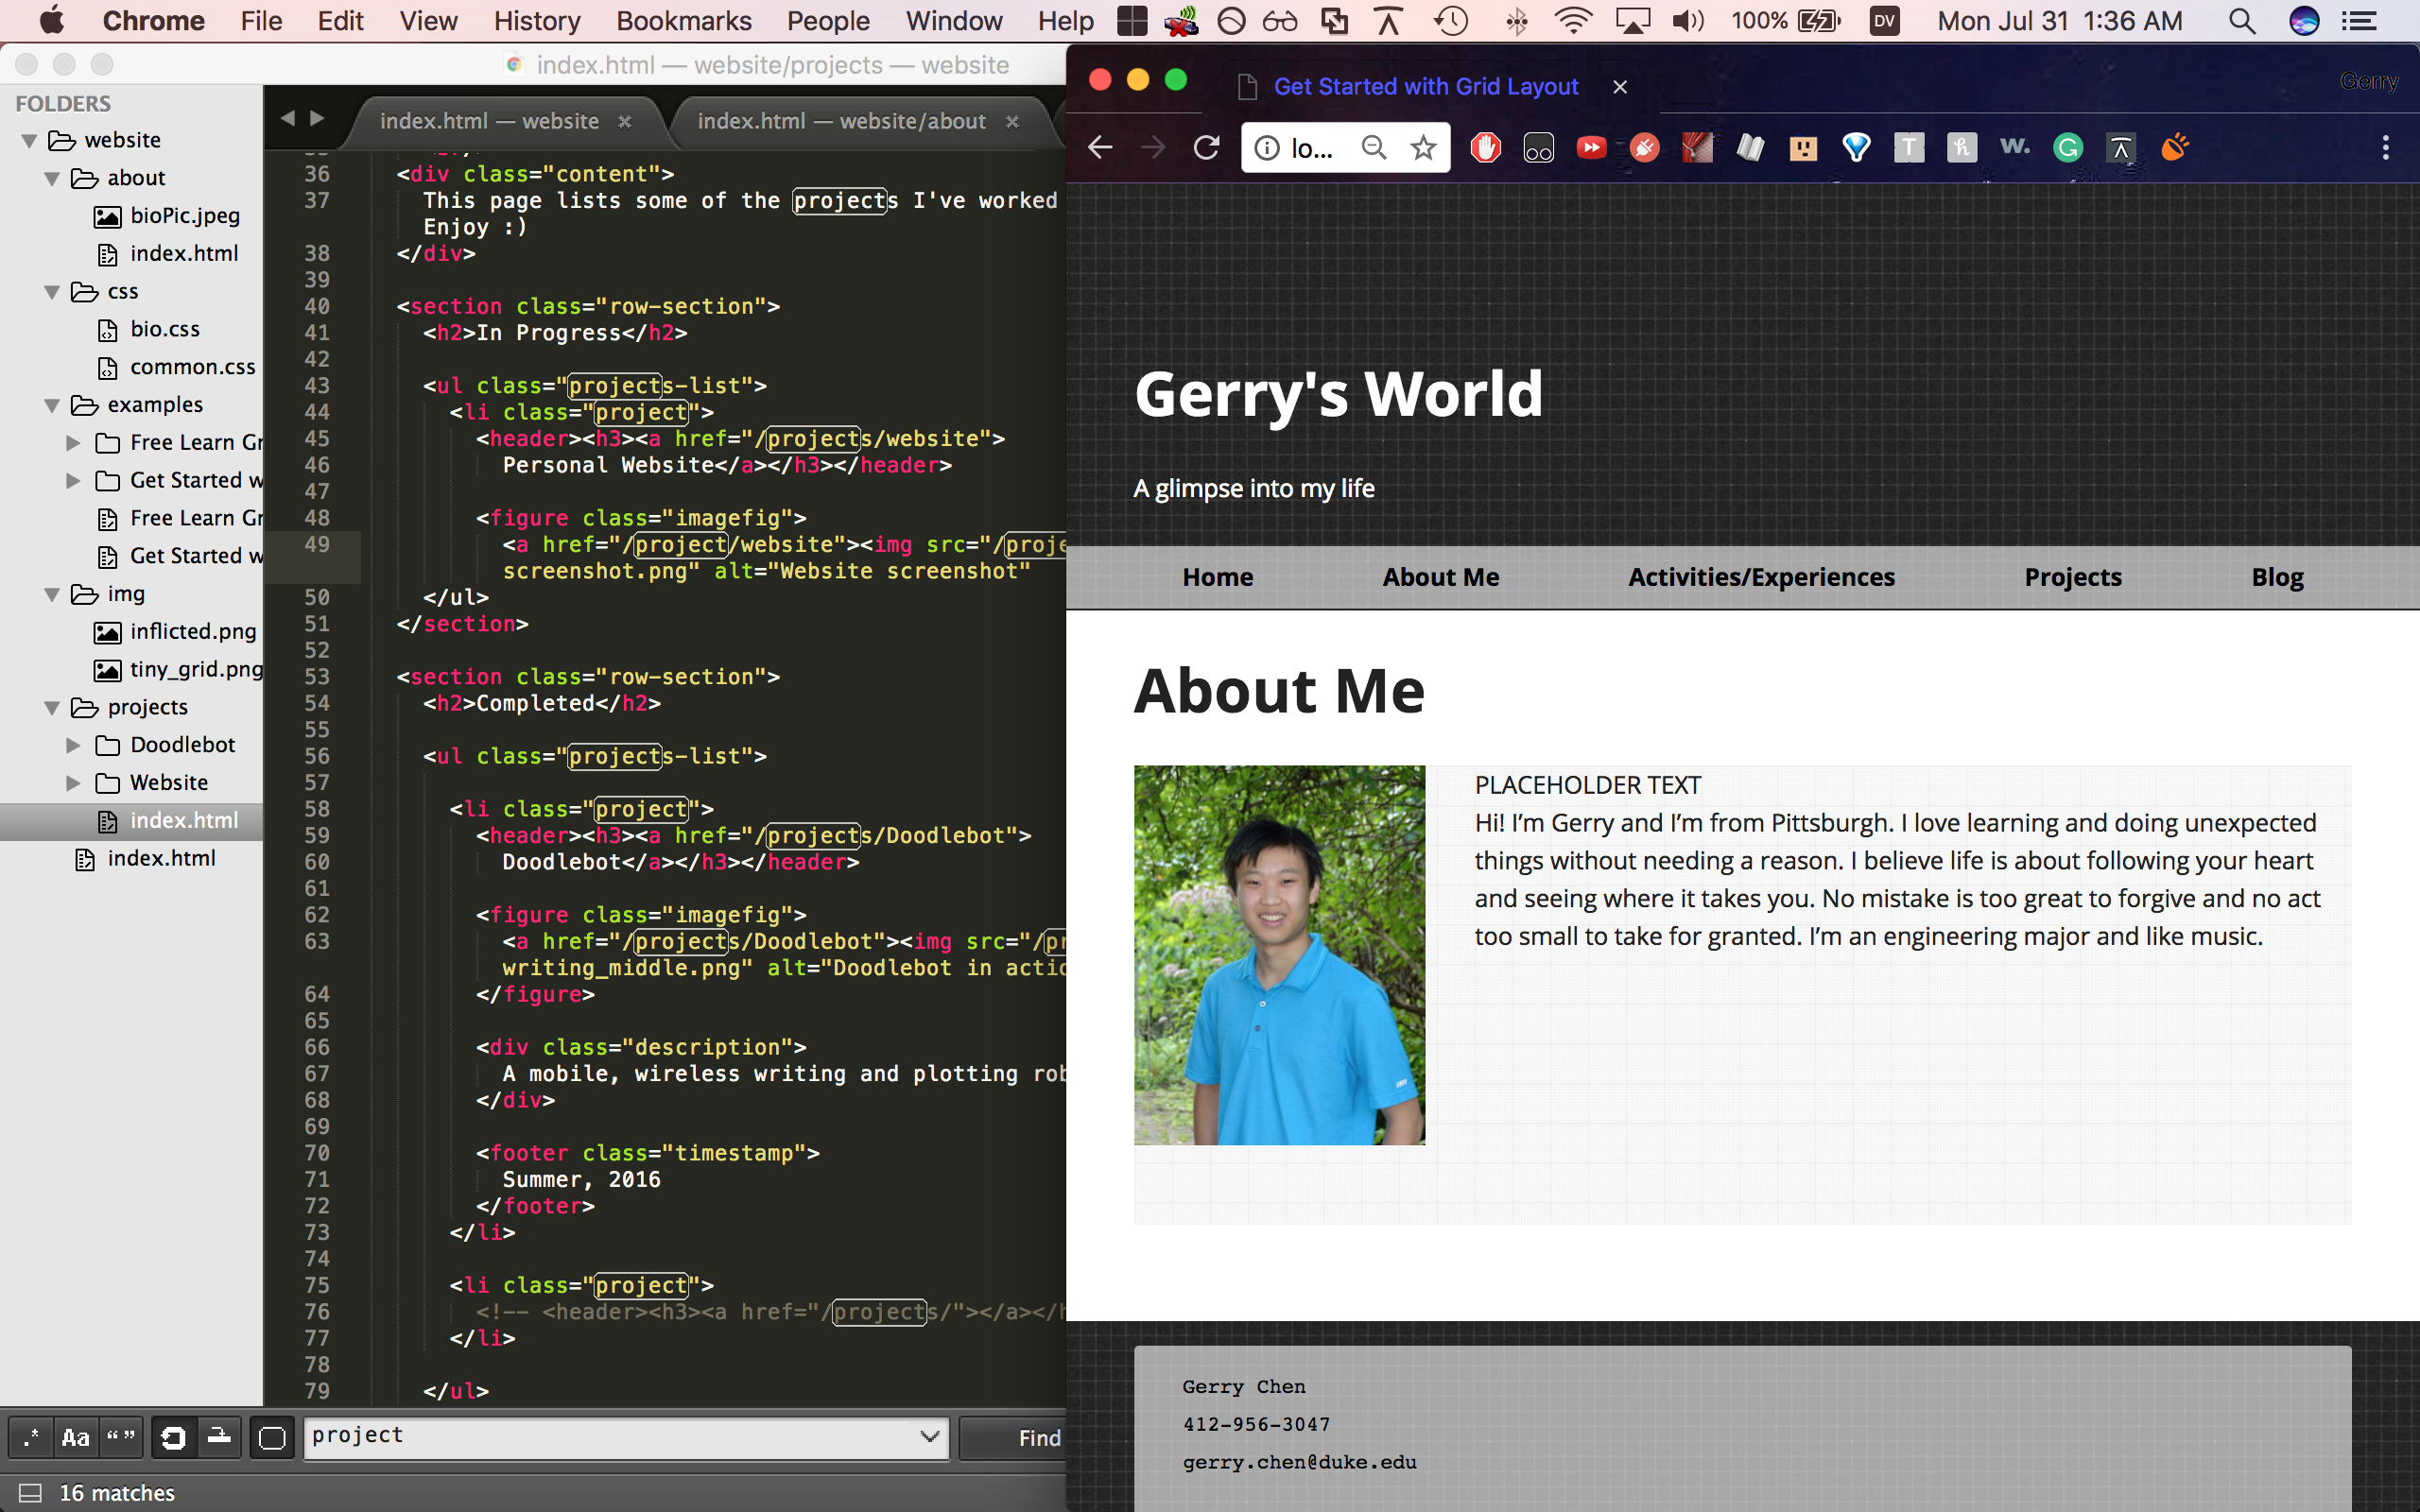 Chrome File Edit View History Bookmarks People Window Help 100% DV Mon Jul 31 1:36 AM
index.html — website/projects — website
FOLDERS
website
about
bioPic.jpeg
index.html
css
bio.css
common.css
examples
Free Learn Gr
Get Started w
Free Learn Gr
Get Started w
img
inflicted.png
tiny_grid.png
projects
Doodlebot
Website
index.html
index.html
index.html — website × index.html — website/about ×
36 <div class="content">
37 This page lists some of the projects I've worked
Enjoy :)
38 </div>
39
40 <section class="row-section">
41 <h2>In Progress</h2>
42
43 <ul class="projects-list">
44 <li class="project">
45 <header><h3><a href="/projects/website">
46 Personal Website</a></h3></header>
47
48 <figure class="imagefig">
49 <a href="/project/website"><img src="/proje
screenshot.png" alt="Website screenshot"
50 </ul>
51 </section>
52
53 <section class="row-section">
54 <h2>Completed</h2>
55
56 <ul class="projects-list">
57
58 <li class="project">
59 <header><h3><a href="/projects/Doodlebot">
60 Doodlebot</a></h3></header>
61
62 <figure class="imagefig">
63 <a href="/projects/Doodlebot"><img src="/pr
writing_middle.png" alt="Doodlebot in actio
64 </figure>
65
66 <div class="description">
67 A mobile, wireless writing and plotting rob
68 </div>
69
70 <footer class="timestamp">
71 Summer, 2016
72 </footer>
73 </li>
74
75 <li class="project">
76 <!-- <header><h3><a href="/projects/"></a></h
77 </li>
78
79 </ul>
.* Aa “” project Find
16 matches
Get Started with Grid Layout × Gerry
lo...
Gerry's World
A glimpse into my life
Home About Me Activities/Experiences Projects Blog
About Me
PLACEHOLDER TEXT
Hi! I’m Gerry and I’m from Pittsburgh. I love learning and doing unexpected
things without needing a reason. I believe life is about following your heart
and seeing where it takes you. No mistake is too great to forgive and no act
too small to take for granted. I’m an engineering major and like music.
Gerry Chen
412-956-3047
gerry.chen@duke.edu